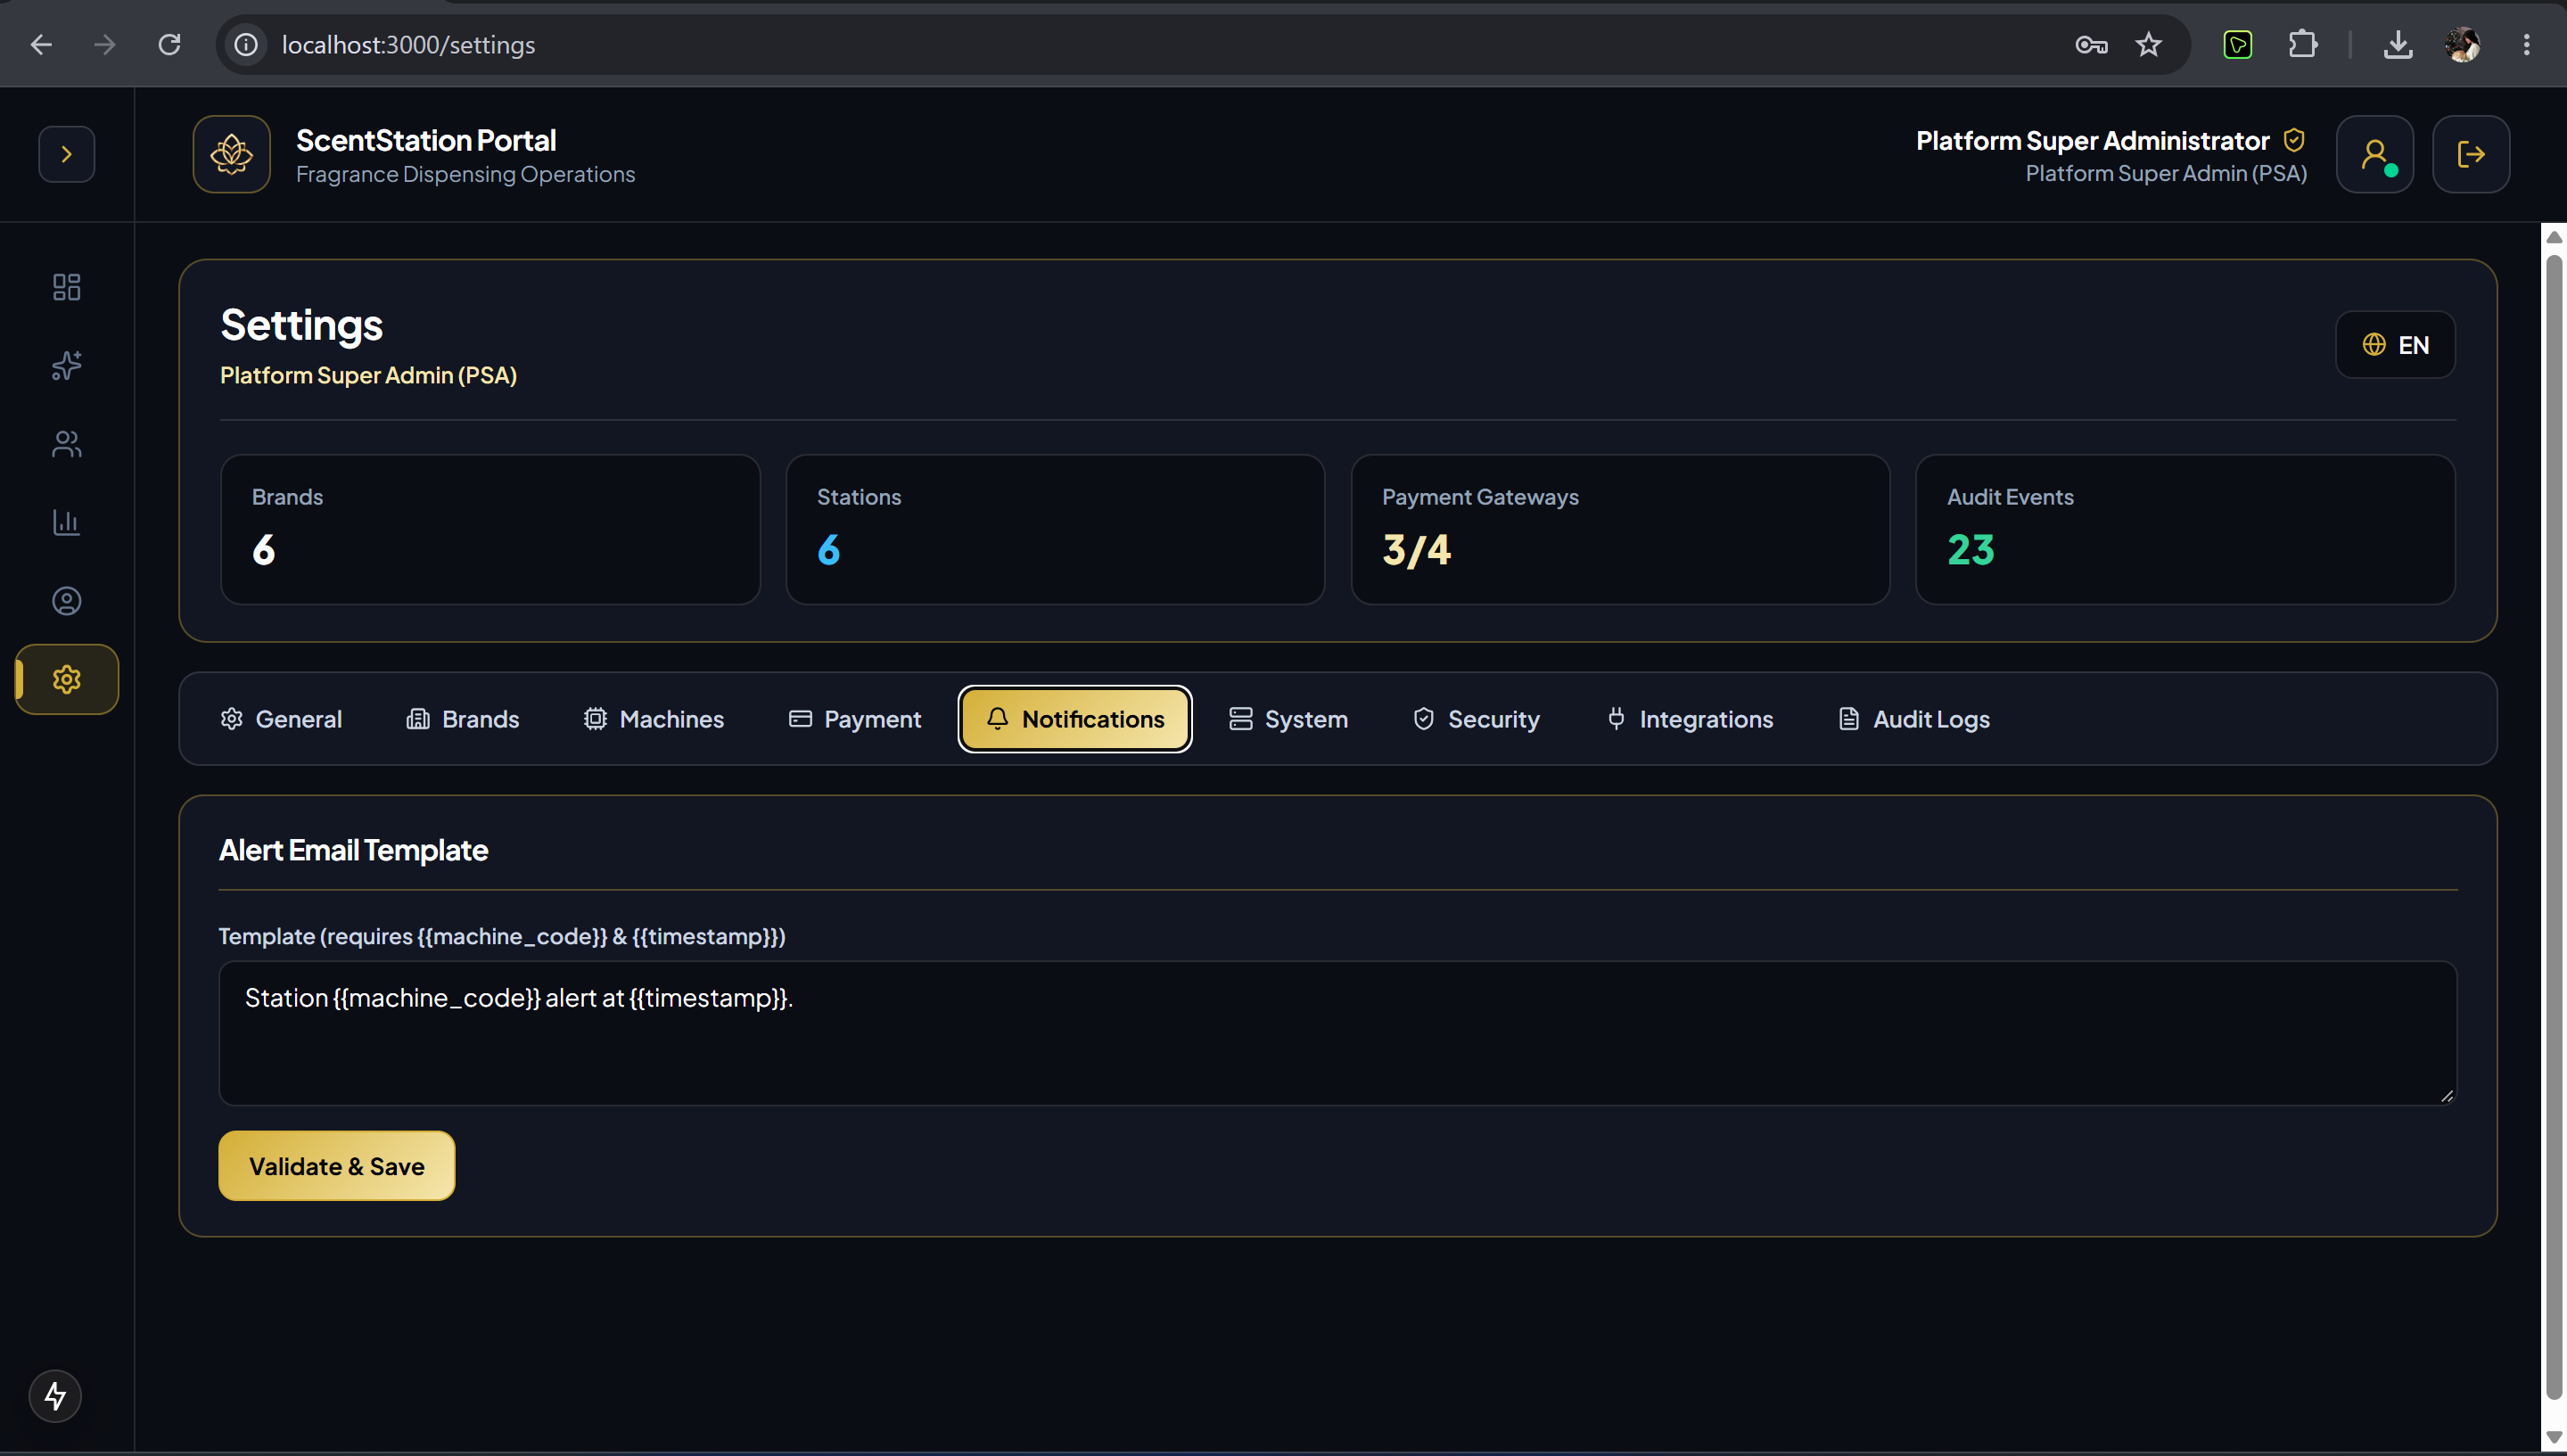 localhost:3000/settings
ScentStation Portal
Fragrance Dispensing Operations
Platform Super Administrator
Platform Super Admin (PSA)
Settings
Platform Super Admin (PSA)
EN
Brands
6
Stations
6
Payment Gateways
3/4
Audit Events
23
General
Brands
Machines
Payment
Notifications
System
Security
Integrations
Audit Logs
Alert Email Template
Template (requires {{machine_code}} & {{timestamp}})
Station {{machine_code}} alert at {{timestamp}}.
Validate & Save